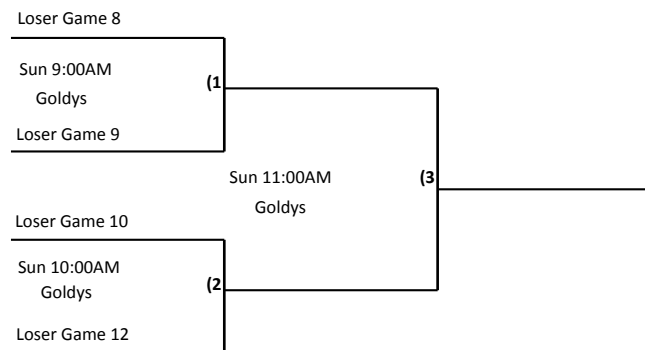 Loser Game 8
Sun 9:00AM
(1
Goldys
Loser Game 9
Sun 11:00AM
(3
Goldys
Loser Game 10
Sun 10:00AM
(2
Goldys
Loser Game 12